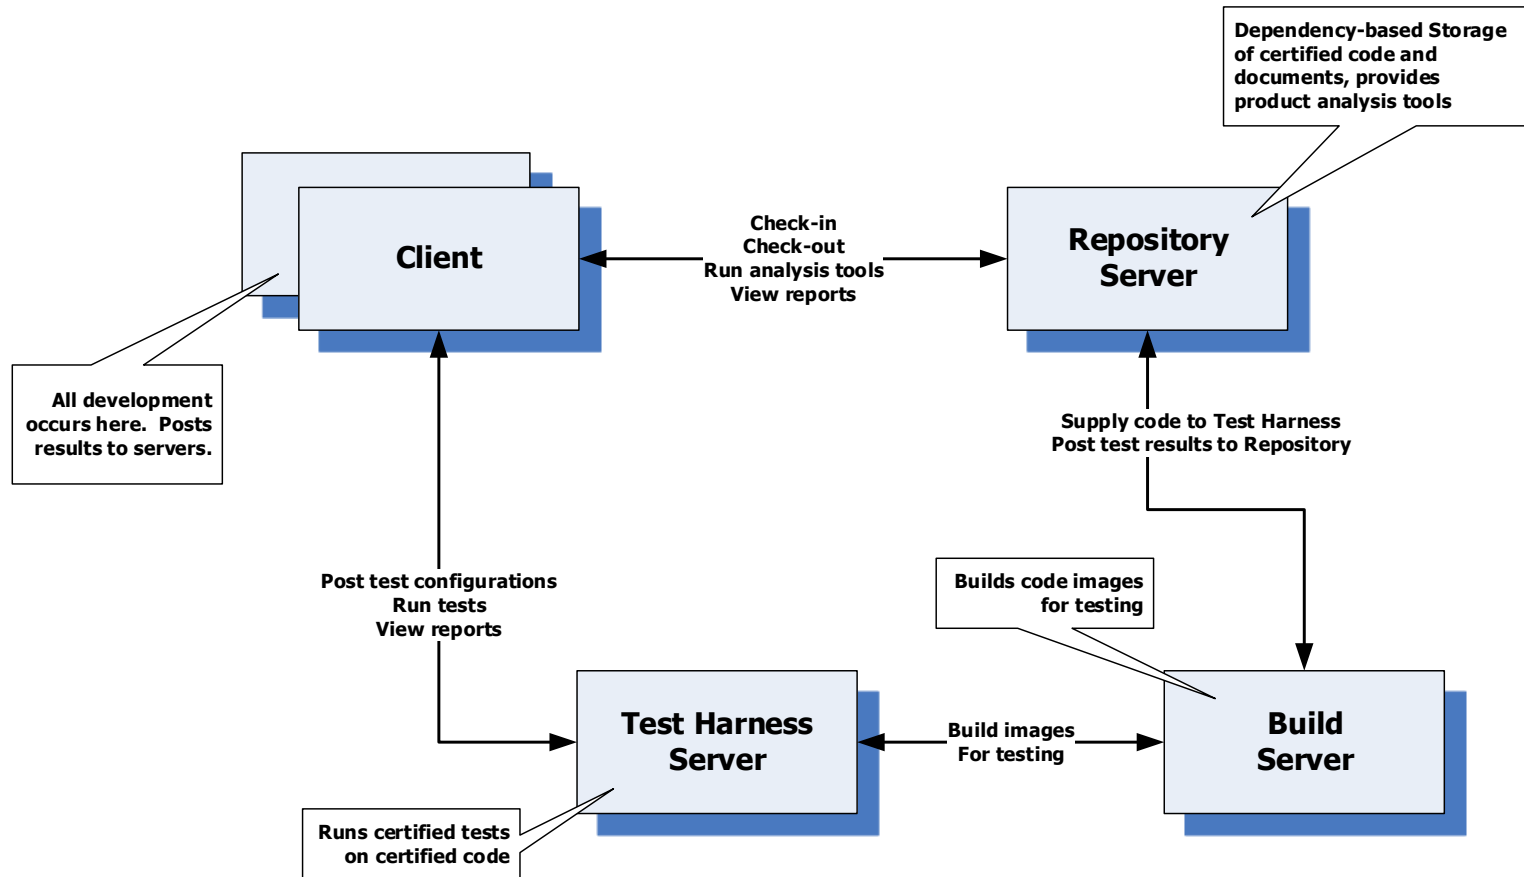 Dependency-based Storage
of certified code and
documents, provides
product analysis tools
Client
Check-in
Check-out
Run analysis tools
View reports
Repository
Server
All development
occurs here.  Posts
results to servers.
Supply code to Test Harness
Post test results to Repository
Post test configurations
Run tests
View reports
Builds code images
for testing
Test Harness
Server
Build images
For testing
Build
Server
Runs certified tests
on certified code